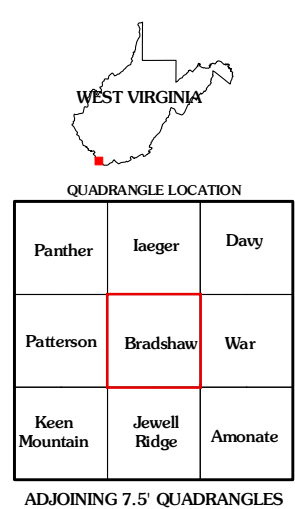 WEST VIRGINIA
QUADRANGLE LOCATION
Panther Iaeger Davy
Patterson Bradshaw War
Keen Mountain Jewell Ridge Amonate
ADJOINING 7.5' QUADRANGLES